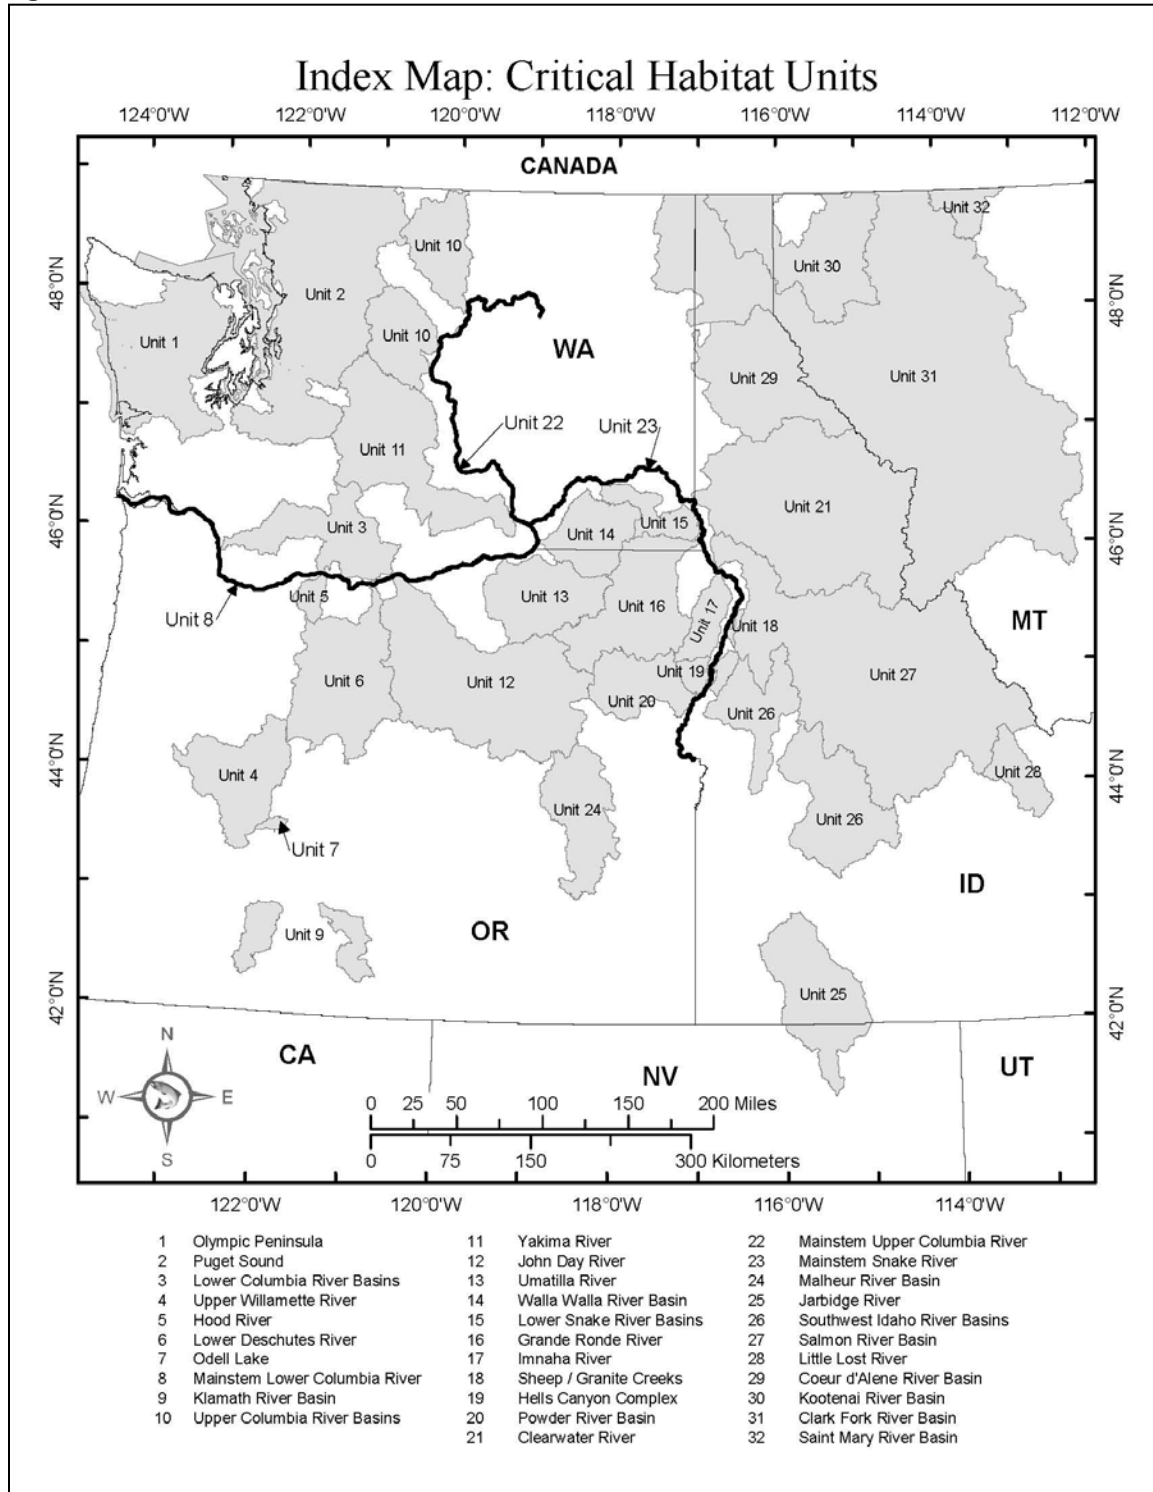 Index Map: Critical Habitat Units
124°0'W 122°0'W 120°0'W 118°0'W 116°0'W 114°0'W 112°0'W
CANADA
Unit 32
Unit 10
Unit 30
48°0'N
48°0'N
Unit 2
Unit 1
Unit 10
WA
Unit 29
Unit 31
Unit 22
Unit 23
Unit 11
46°0'N
46°0'N
Unit 3
Unit 14
Unit 15
Unit 21
Unit 5
Unit 13
Unit 16
Unit 17
Unit 8
Unit 18
MT
Unit 6
Unit 12
Unit 19
Unit 27
Unit 20
Unit 26
44°0'N
44°0'N
Unit 4
Unit 28
Unit 24
Unit 26
Unit 7
ID
OR
Unit 9
42°0'N
42°0'N
Unit 25
N
W
E
S
CA
NV
UT
0 25 50 100 150 200 Miles
0 75 150 300 Kilometers
122°0'W 120°0'W 118°0'W 116°0'W 114°0'W
1 Olympic Peninsula
2 Puget Sound
3 Lower Columbia River Basins
4 Upper Willamette River
5 Hood River
6 Lower Deschutes River
7 Odell Lake
8 Mainstem Lower Columbia River
9 Klamath River Basin
10 Upper Columbia River Basins
11 Yakima River
12 John Day River
13 Umatilla River
14 Walla Walla River Basin
15 Lower Snake River Basins
16 Grande Ronde River
17 Imnaha River
18 Sheep / Granite Creeks
19 Hells Canyon Complex
20 Powder River Basin
21 Clearwater River
22 Mainstem Upper Columbia River
23 Mainstem Snake River
24 Malheur River Basin
25 Jarbidge River
26 Southwest Idaho River Basins
27 Salmon River Basin
28 Little Lost River
29 Coeur d'Alene River Basin
30 Kootenai River Basin
31 Clark Fork River Basin
32 Saint Mary River Basin